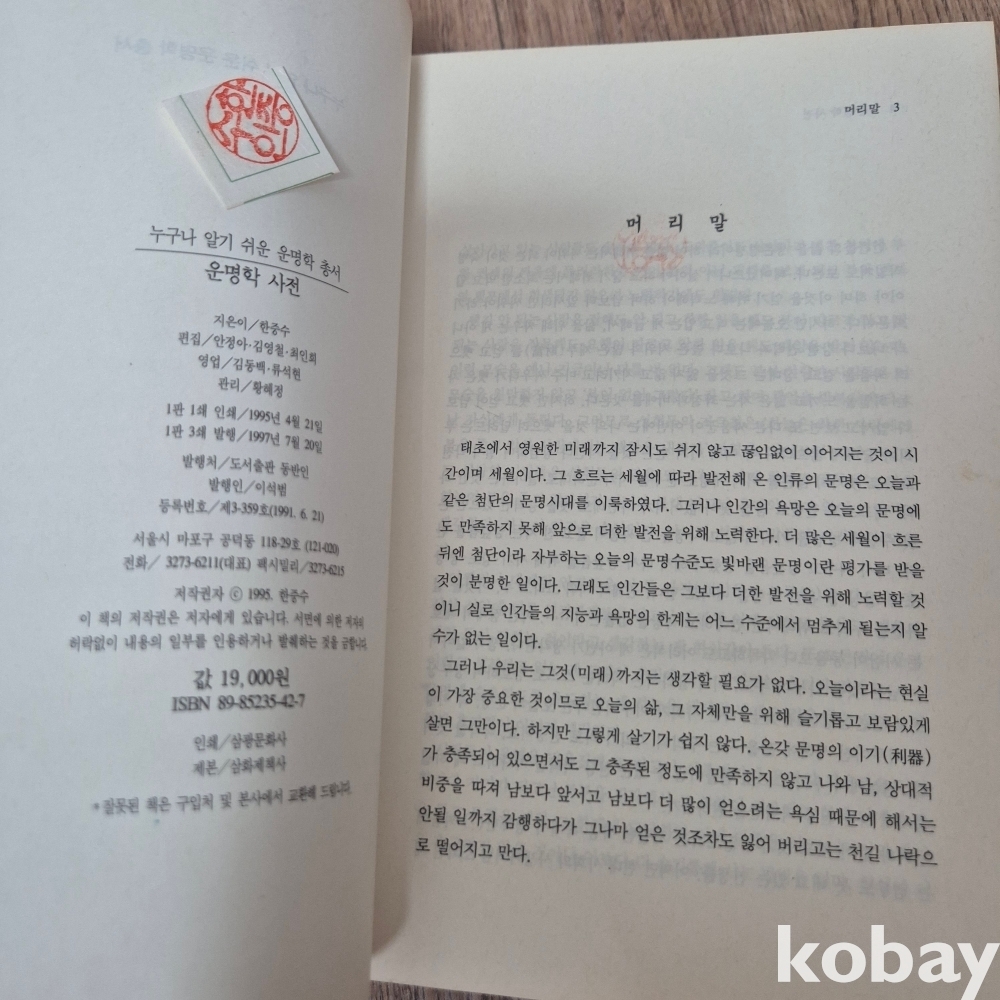 누구나 알기 쉬운 운명학 총서
운명학 사전
지은이/한중수
편집/안정아·김영철·최인희
영업/김동백·류석현
관리/황혜정
1판 1쇄 인쇄/1995년 4월 21일
1판 3쇄 발행/1997년 7월 20일
발행처/도서출판 동반인
발행인/이석범
등록번호/제3-359호(1991. 6. 21)
서울시 마포구 공덕동 118-29호 (121-020)
전화/ 3273-6211(대표) 팩시밀리/3273-6215
저작권자 ⓒ 1995. 한중수
이 책의 저작권은 저자에게 있습니다. 서면에 의한 저자의
허락없이 내용의 일부를 인용하거나 발췌하는 것을 금합니다.
값 19,000원
ISBN 89-85235-42-7
인쇄/삼광문화사
제본/삼화제책사
*잘못된 책은 구입처 및 본사에서 교환해 드립니다.
머리말 3
머 리 말
태초에서 영원한 미래까지 잠시도 쉬지 않고 끊임없이 이어지는 것이 시
간이며 세월이다. 그 흐르는 세월에 따라 발전해 온 인류의 문명은 오늘과
같은 첨단의 문명시대를 이룩하였다. 그러나 인간의 욕망은 오늘의 문명에
도 만족하지 못해 앞으로 더한 발전을 위해 노력한다. 더 많은 세월이 흐른
뒤엔 첨단이라 자부하는 오늘의 문명수준도 빛바랜 문명이란 평가를 받을
것이 분명한 일이다. 그래도 인간들은 그보다 더한 발전을 위해 노력할 것
이니 실로 인간들의 지능과 욕망의 한계는 어느 수준에서 멈추게 될는지 알
수가 없는 일이다.
그러나 우리는 그것(미래)까지는 생각할 필요가 없다. 오늘이라는 현실
이 가장 중요한 것이므로 오늘의 삶, 그 자체만을 위해 슬기롭고 보람있게
살면 그만이다. 하지만 그렇게 살기가 쉽지 않다. 온갖 문명의 이기(利器)
가 충족되어 있으면서도 그 충족된 정도에 만족하지 않고 나와 남, 상대적
비중을 따져 남보다 앞서고 남보다 더 많이 얻으려는 욕심 때문에 해서는
안될 일까지 감행하다가 그나마 얻은 것조차도 잃어 버리고는 천길 나락으
로 떨어지고 만다.
kobay